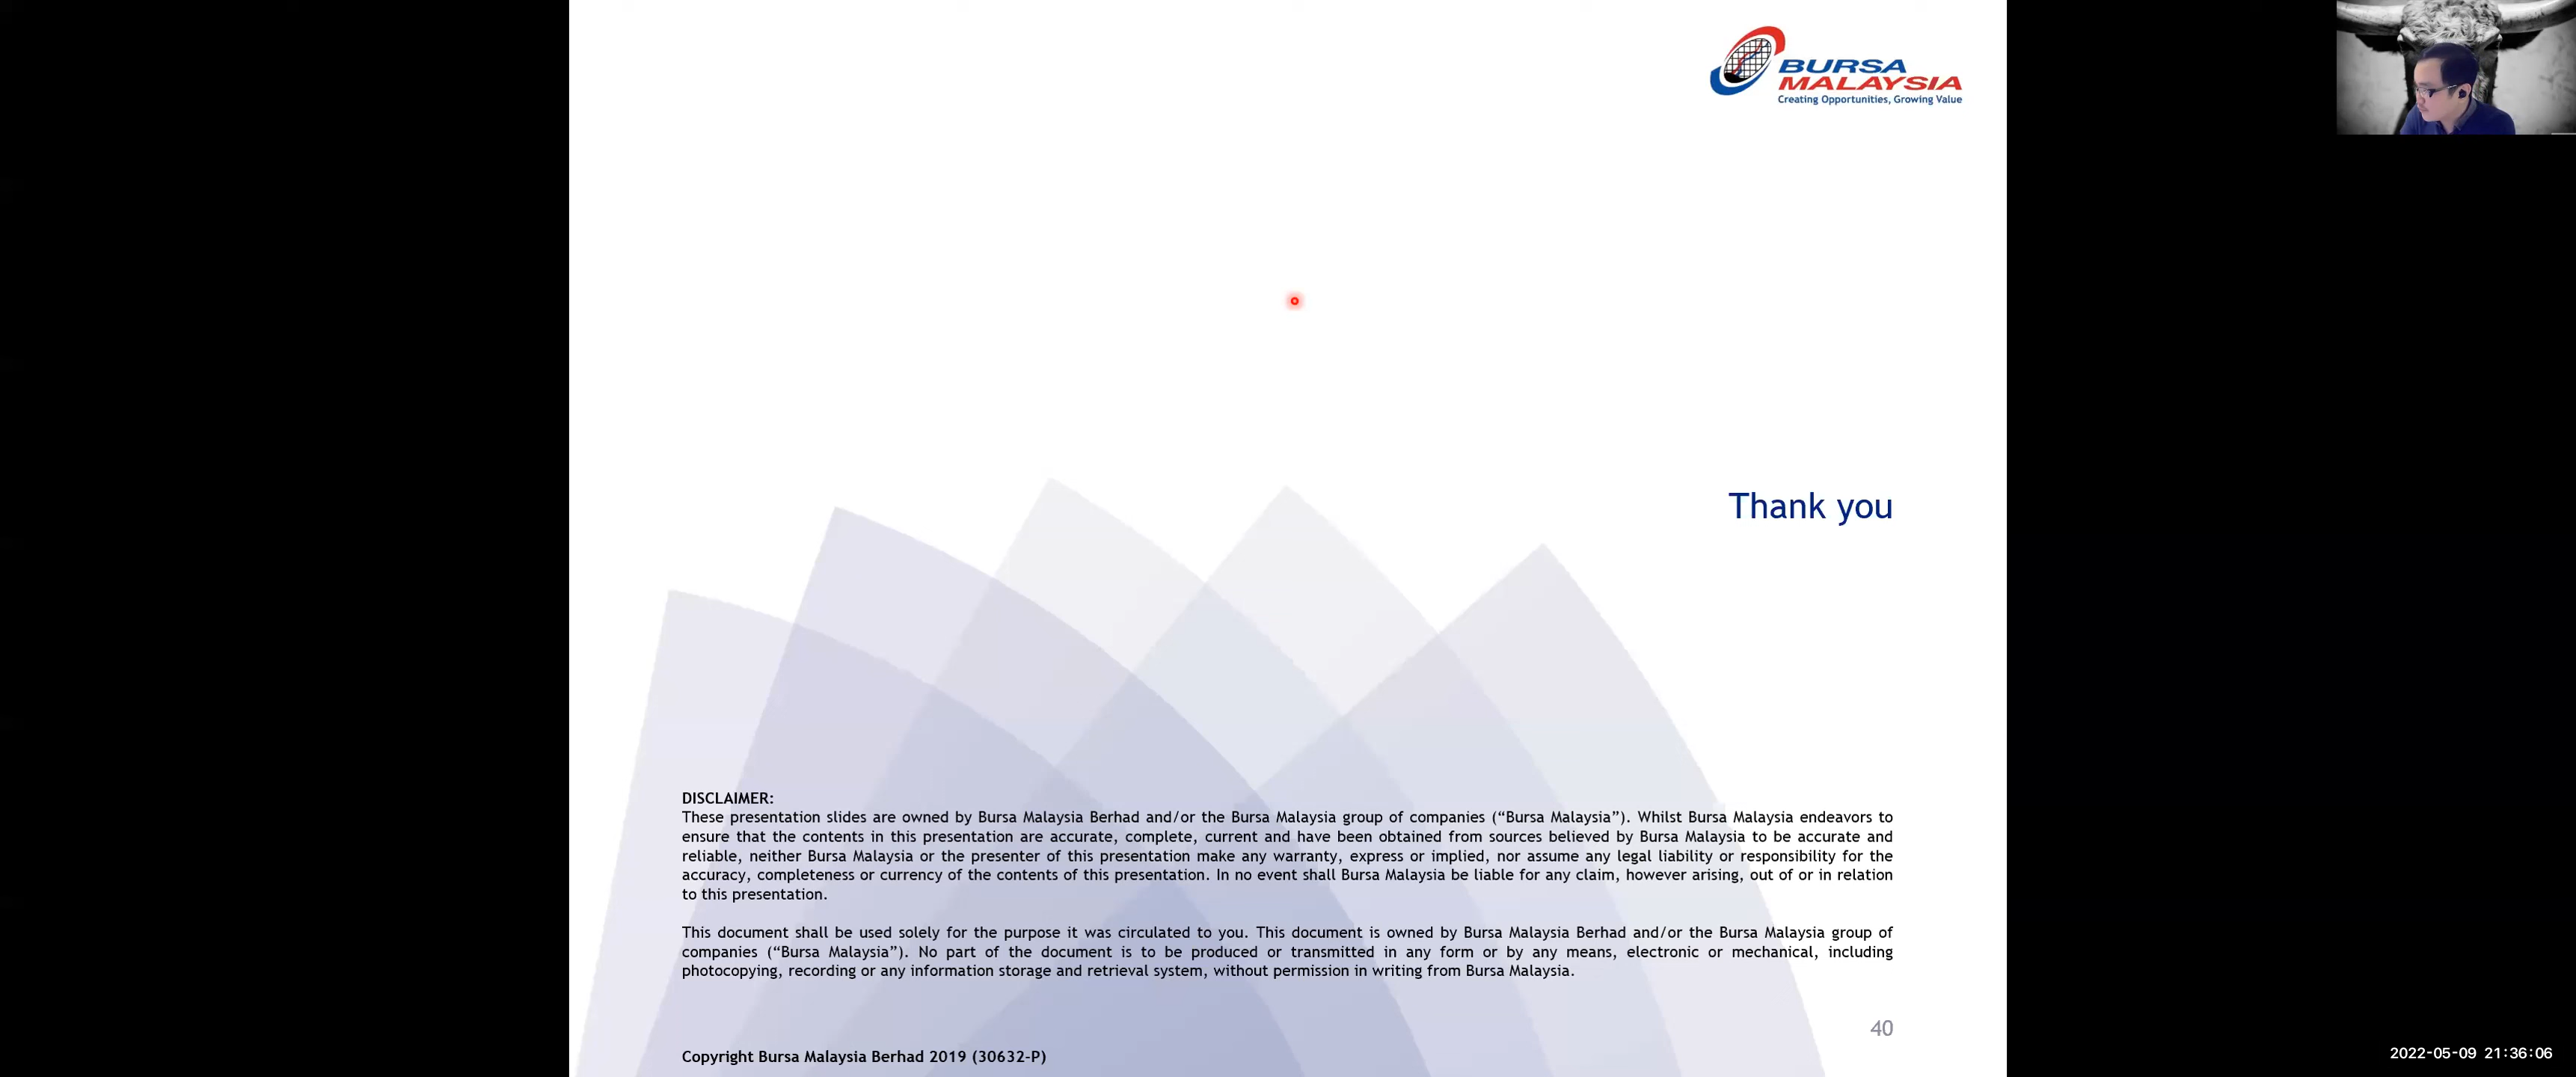 BURSA
MALAYSIA
Creating Opportunities, Growing Value
Thank you
DISCLAIMER:
These presentation slides are owned by Bursa Malaysia Berhad and/or the Bursa Malaysia group of companies (“Bursa Malaysia”). Whilst Bursa Malaysia endeavors to
ensure that the contents in this presentation are accurate, complete, current and have been obtained from sources believed by Bursa Malaysia to be accurate and
reliable, neither Bursa Malaysia or the presenter of this presentation make any warranty, express or implied, nor assume any legal liability or responsibility for the
accuracy, completeness or currency of the contents of this presentation. In no event shall Bursa Malaysia be liable for any claim, however arising, out of or in relation
to this presentation.
This document shall be used solely for the purpose it was circulated to you. This document is owned by Bursa Malaysia Berhad and/or the Bursa Malaysia group of
companies (“Bursa Malaysia”). No part of the document is to be produced or transmitted in any form or by any means, electronic or mechanical, including
photocopying, recording or any information storage and retrieval system, without permission in writing from Bursa Malaysia.
40
Copyright Bursa Malaysia Berhad 2019 (30632-P)
2022-05-09 21:36:06